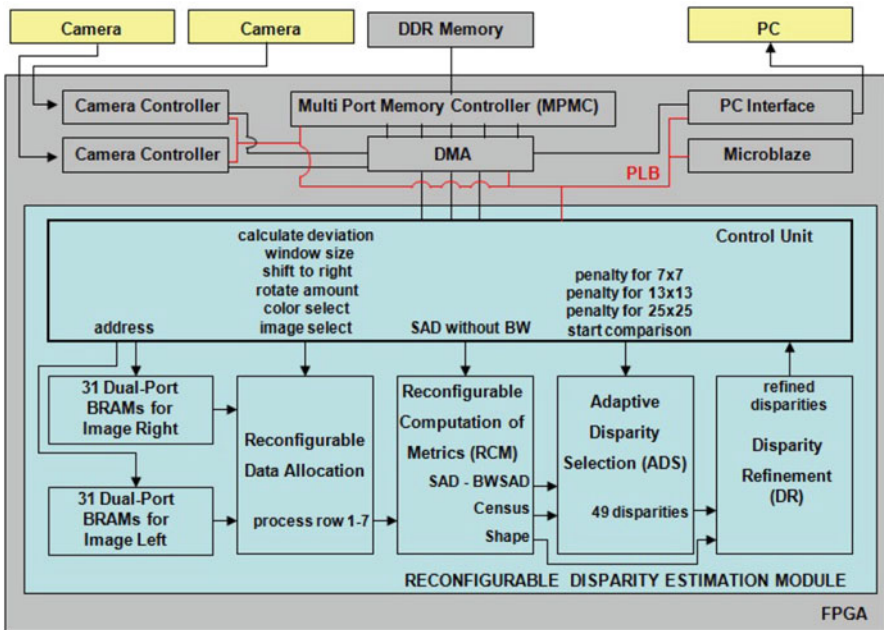 Camera
Camera
DDR Memory
PC
Camera Controller
Multi Port Memory Controller (MPMC)
PC Interface
Camera Controller
DMA
Microblaze
PLB
Control Unit
calculate deviation
window size
shift to right
rotate amount
color select
image select
penalty for 7x7
penalty for 13x13
penalty for 25x25
start comparison
address
SAD without BW
31 Dual-Port
BRAMs for
Image Right
31 Dual-Port
BRAMs for
Image Left
Reconfigurable
Data Allocation
process row 1-7
Reconfigurable
Computation of
Metrics (RCM)
SAD - BWSAD
Census
Shape
Adaptive
Disparity
Selection (ADS)
49 disparities
refined
disparities
Disparity
Refinement
(DR)
RECONFIGURABLE DISPARITY ESTIMATION MODULE
FPGA